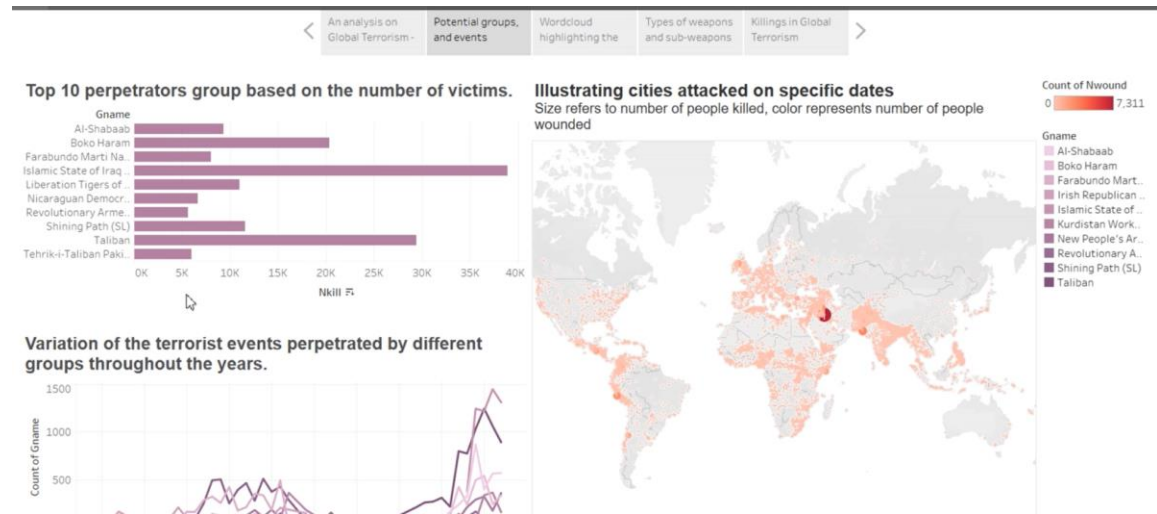 An analysis on
Global Terrorism -
Potential groups,
and events
Wordcloud
highlighting the
Types of weapons
and sub-weapons
Killings in Global
Terrorism
Top 10 perpetrators group based on the number of victims.
Gname
Al-Shabaab
Boko Haram
Farabundo Marti Na..
Islamic State of Iraq ..
Liberation Tigers of ..
Nicaraguan Democr..
Revolutionary Arme..
Shining Path (SL)
Taliban
Tehrik-i-Taliban Paki..
0K 5K 10K 15K 20K 25K 30K 35K 40K
Nkill
Variation of the terrorist events perpetrated by different
groups throughout the years.
1500
1000
500
Count of Gname
Illustrating cities attacked on specific dates
Size refers to number of people killed, color represents number of people
wounded
Count of Nwound
0 7,311
Gname
Al-Shabaab
Boko Haram
Farabundo Mart..
Irish Republican ..
Islamic State of ..
Kurdistan Work..
New People's Ar..
Revolutionary A..
Shining Path (SL)
Taliban